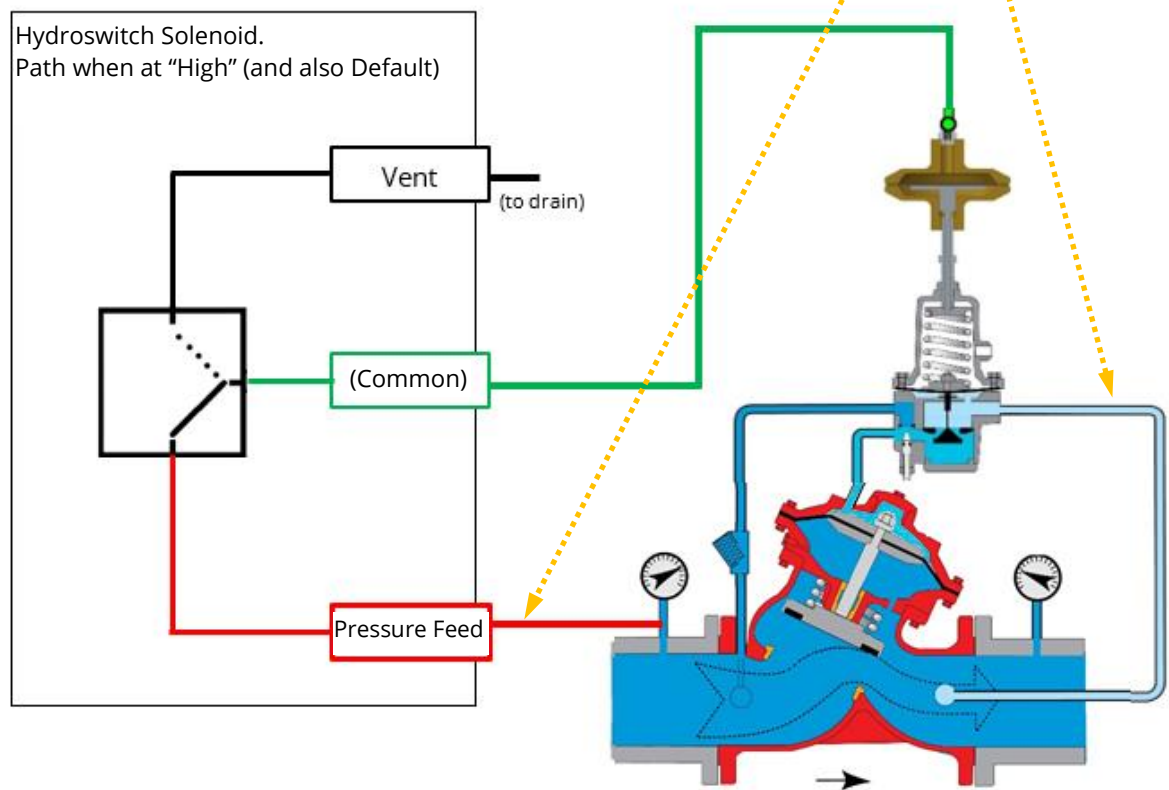 Hydroswitch Solenoid.
Path when at “High” (and also Default)
Vent
(to drain)
(Common)
Pressure Feed